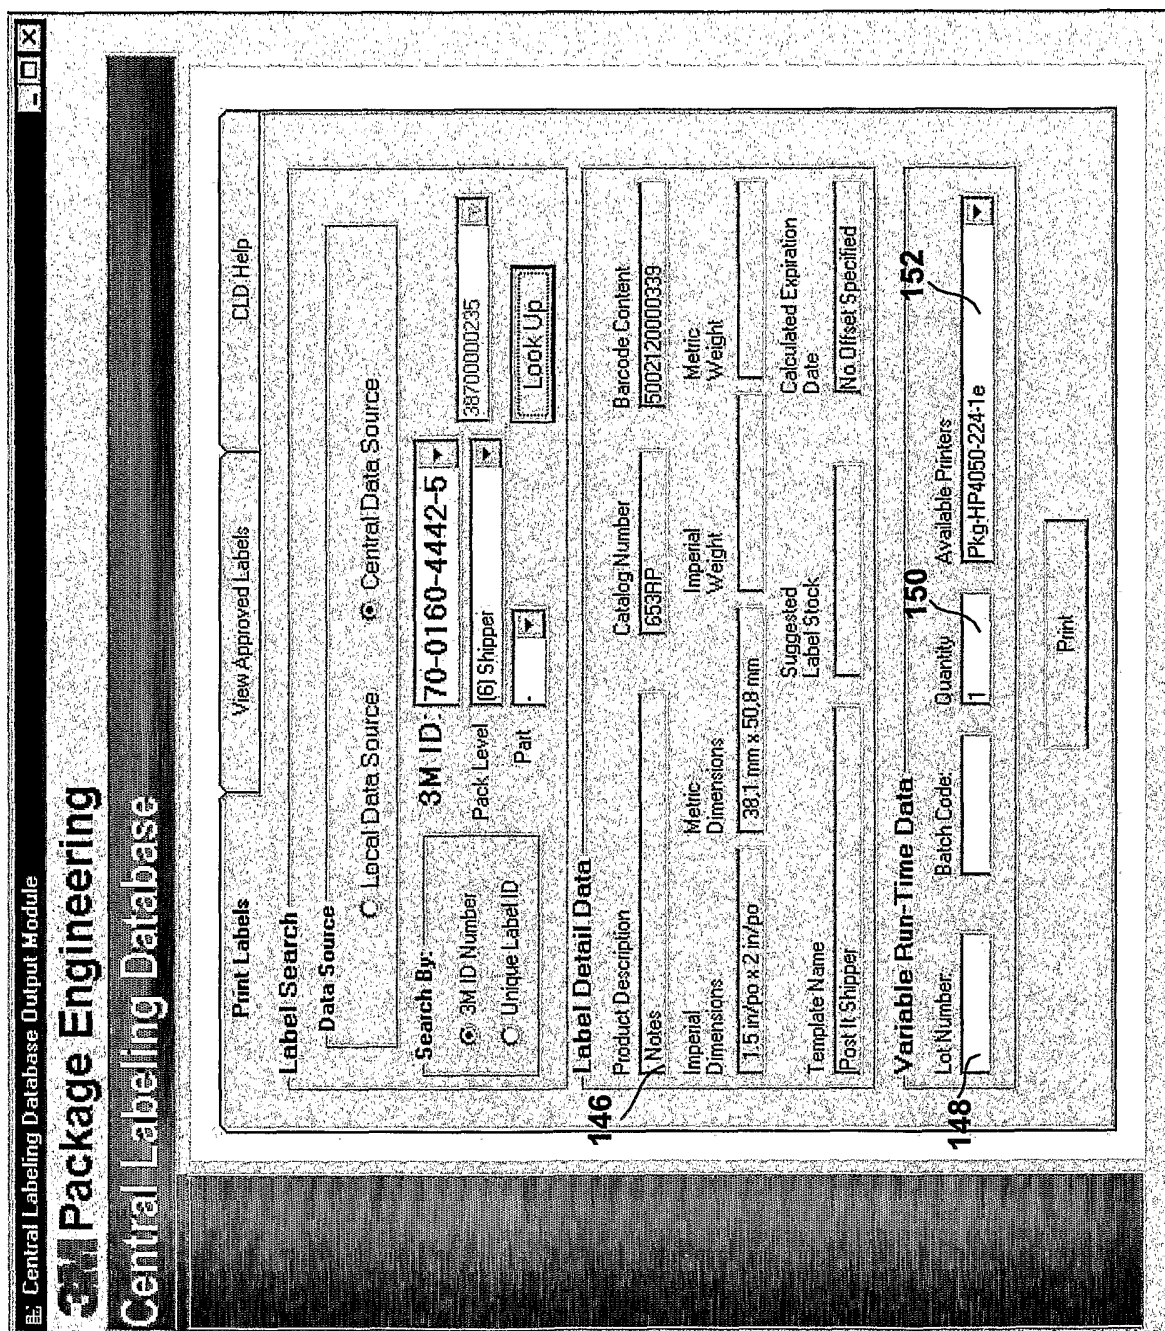 Central Labeling Database Output Module
3M Package Engineering
Central Labeling Database
Print Labels
View Approved Labels
CLD Help
Label Search
Data Source
Local Data Source
Central Data Source
Search By:
3M ID Number
Unique Label ID
3M ID: 70-0160-4442-5
Pack Level (6) Shipper 38700000235
Part -
Look Up
Label Detail Data
Product Description
Catalog Number
Barcode Content
Notes
653RP
50021200000339
146
Imperial Dimensions
Metric Dimensions
Imperial Weight
Metric Weight
1.5 in/po x 2 in/po
38,1 mm x 50,8 mm
Template Name
Suggested Label Stock
Calculated Expiration Date
Post It Shipper
No Offset Specified
Variable Run-Time Data
Lot Number:
Batch Code:
Quantity
150
Available Printers
152
148
1
Pkg-HP4050-224-1e
Print